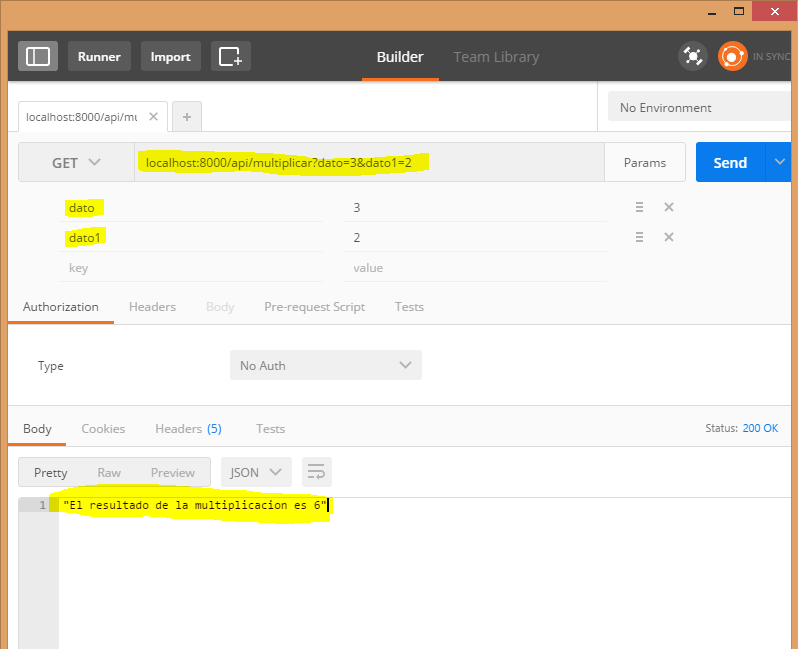 Runner Import Builder Team Library IN SYNC
localhost:8000/api/mu No Environment
GET localhost:8000/api/multiplicar?dato=3&dato1=2 Params Send
dato 3
dato1 2
key value
Authorization Headers Body Pre-request Script Tests
Type No Auth
Body Cookies Headers (5) Tests Status: 200 OK
Pretty Raw Preview JSON
1 "El resultado de la multiplicacion es 6"